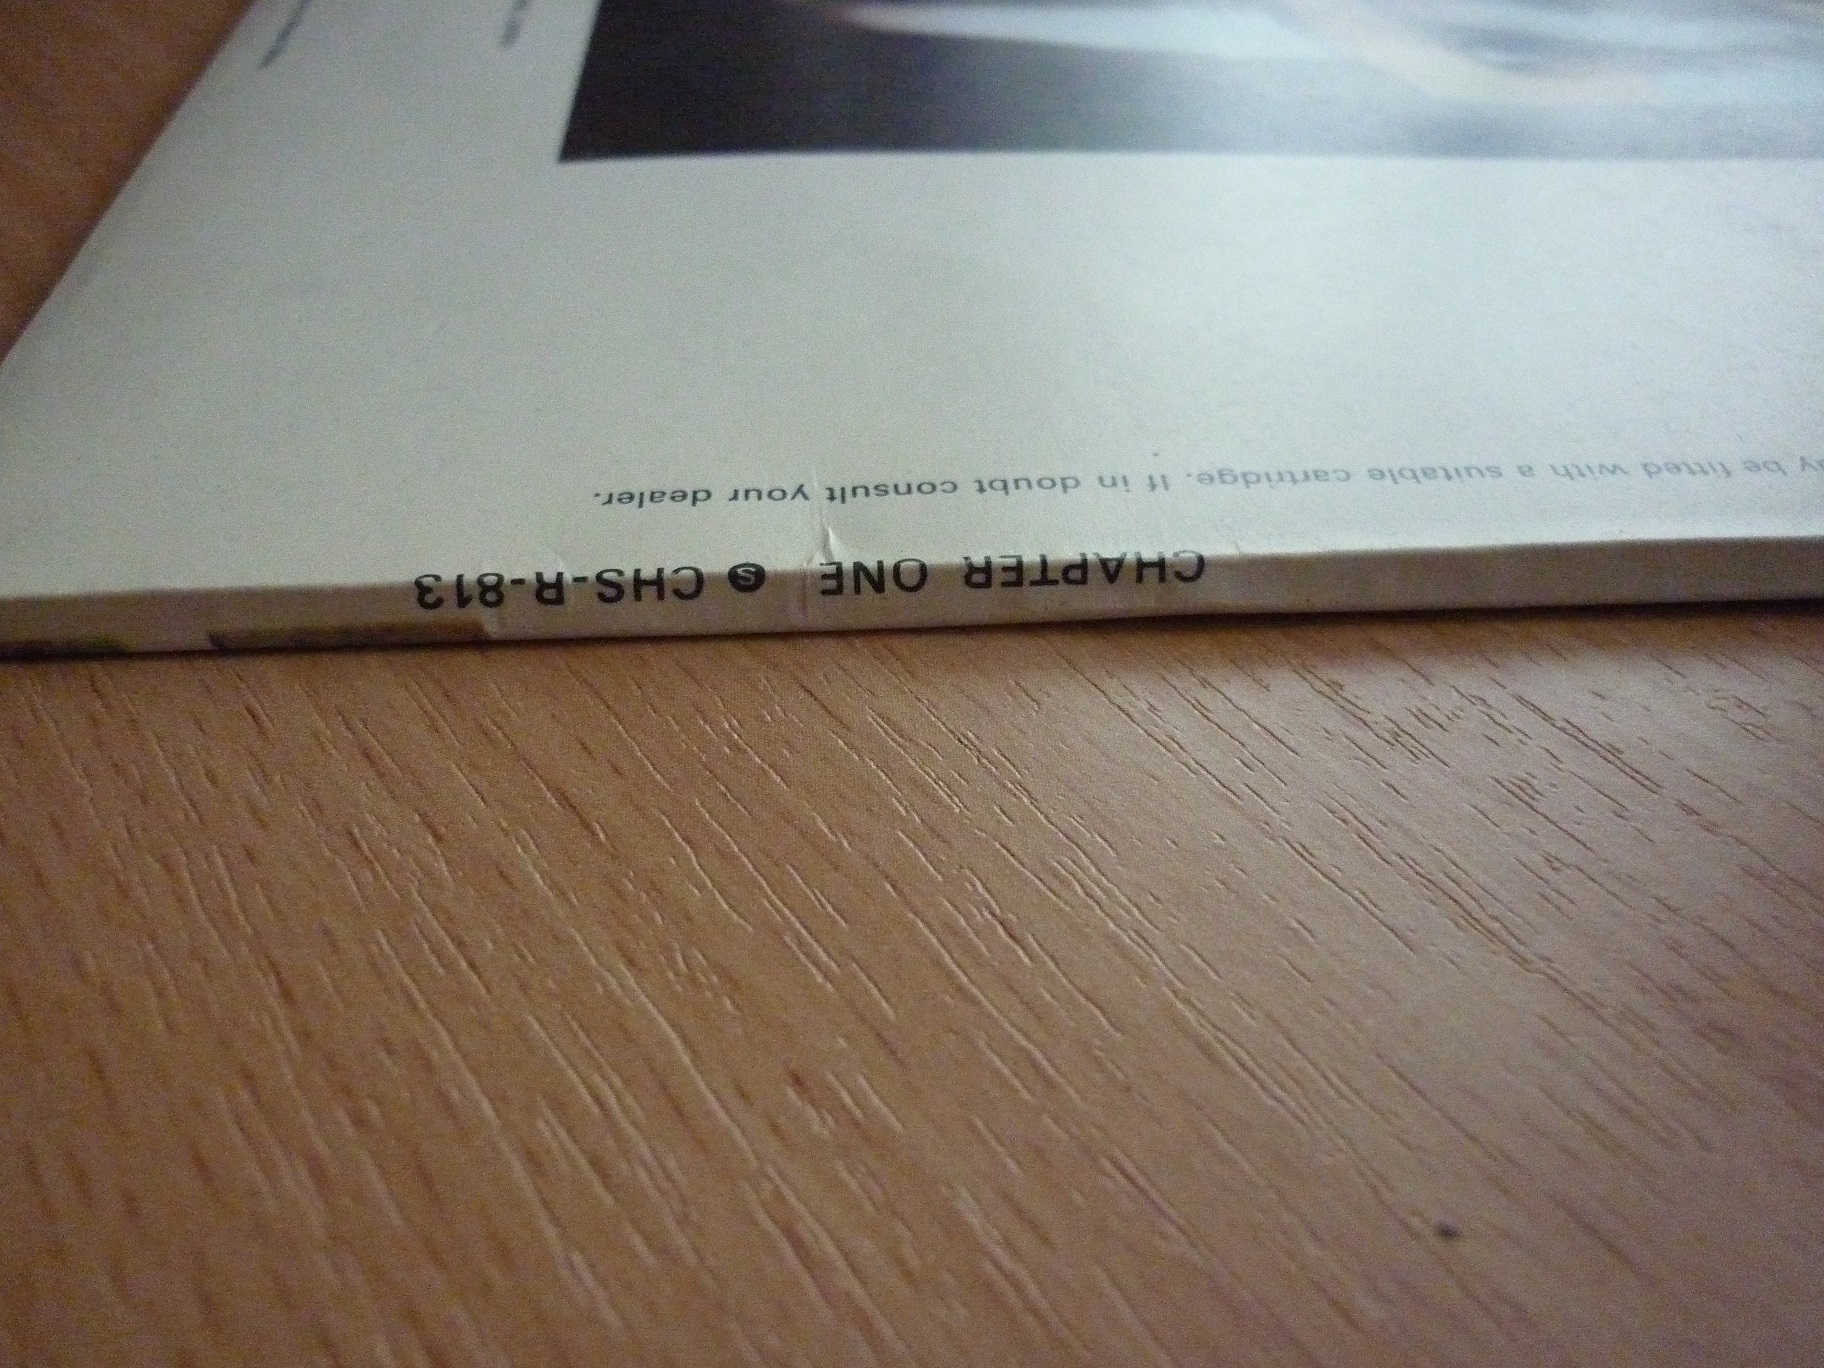 CHAPTER ONE S CHS-R-813
be fitted with a suitable cartridge. If in doubt consult your dealer.